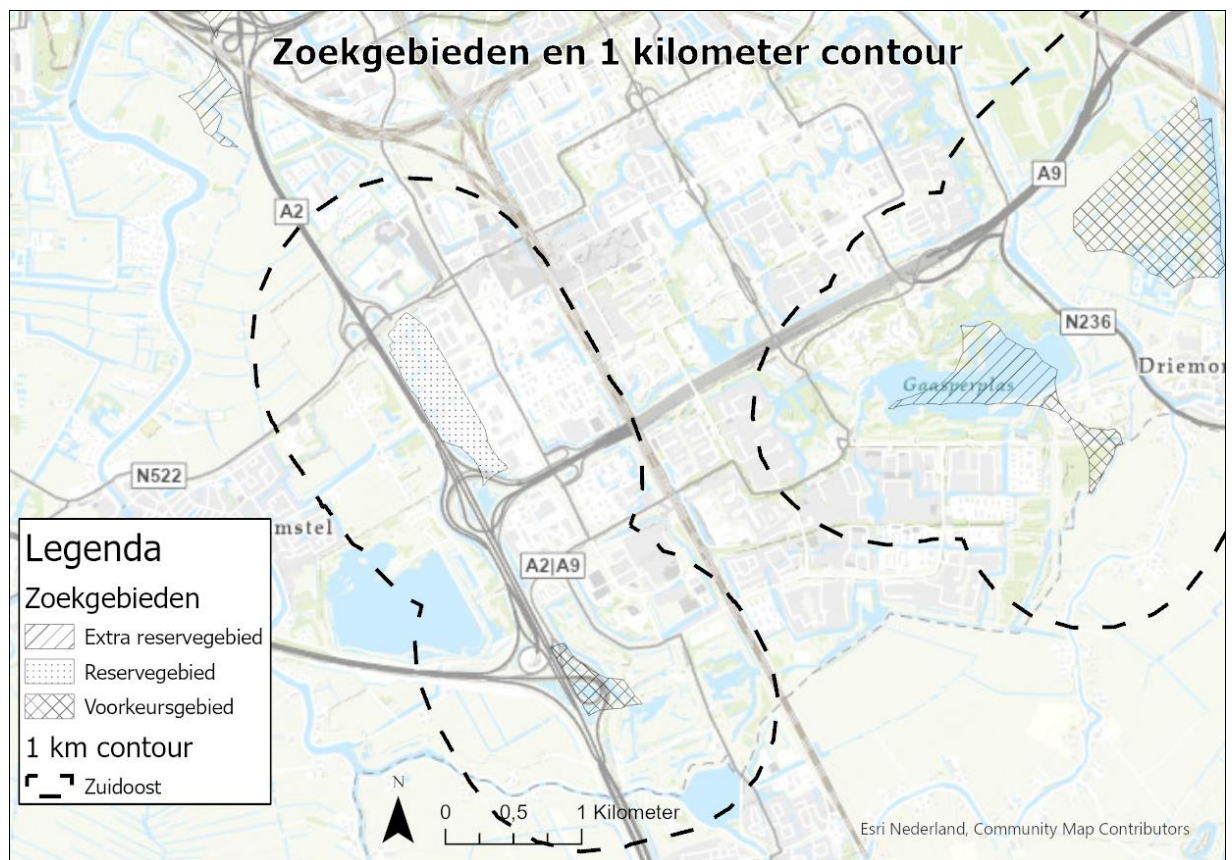 Zoekgebieden en 1 kilometer contour
A2
A9
N236
Driemon
Gaasperplas
N522
mstel
A2|A9
Legenda
Zoekgebieden
Extra reservegebied
Reservegebied
Voorkeursgebied
1 km contour
Zuidoost
N
0 0,5 1 Kilometer
Esri Nederland, Community Map Contributors